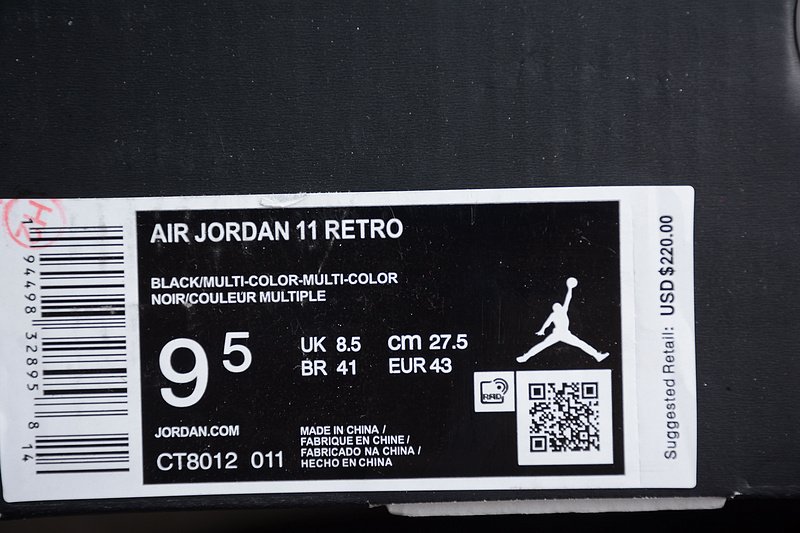 AIR JORDAN 11 RETRO
BLACK/MULTI-COLOR-MULTI-COLOR
NOIR/COULEUR MULTIPLE
9 5
UK 8.5 cm 27.5
BR 41 EUR 43
JORDAN.COM
CT8012 011
MADE IN CHINA /
FABRIQUE EN CHINE /
FABRICADO NA CHINA /
HECHO EN CHINA
Suggested Retail: USD $220.00
1 94498 32895 8 14